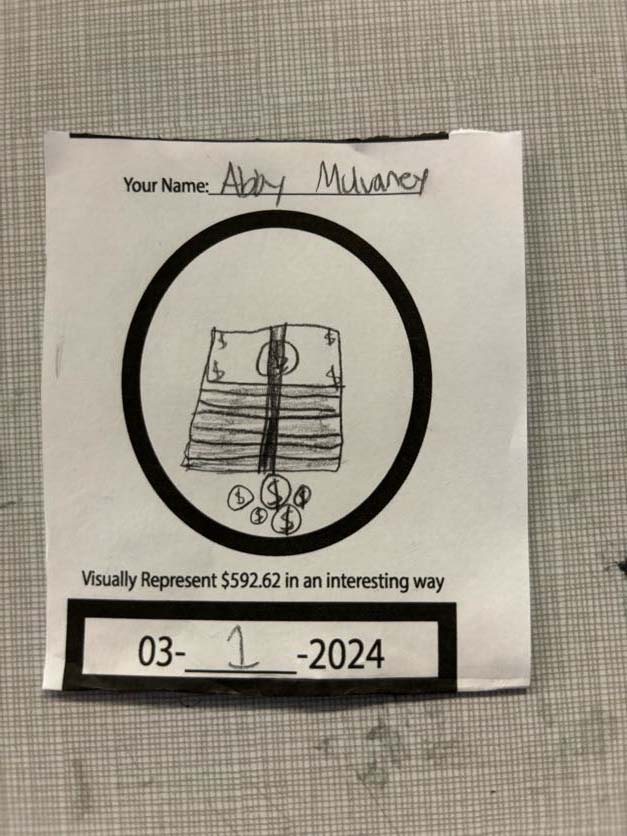 Your Name: Abby Mulvaney
$ $
$ $
$ $ $
$ $
Visually Represent $592.62 in an interesting way
03- 1 -2024